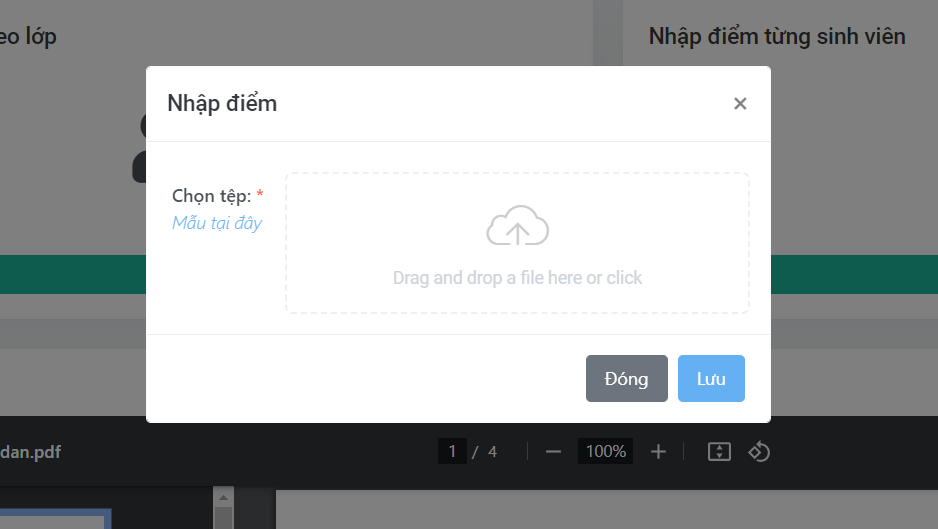 eo lớp
Nhập điểm từng sinh viên
Nhập điểm
×
Chọn tệp: *
Mẫu tại đây
Drag and drop a file here or click
Đóng
Lưu
dan.pdf
1 / 4
100%